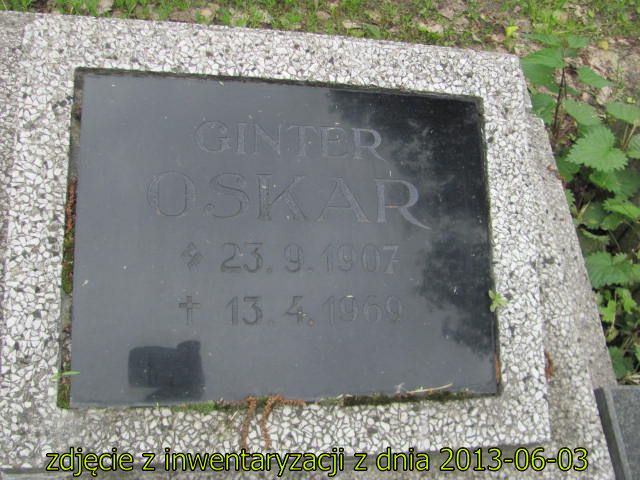 GINTER
OSKAR
23.9.1907
✝ 13.4.1969
zdjęcie z inwentaryzacji z dnia 2013-06-03